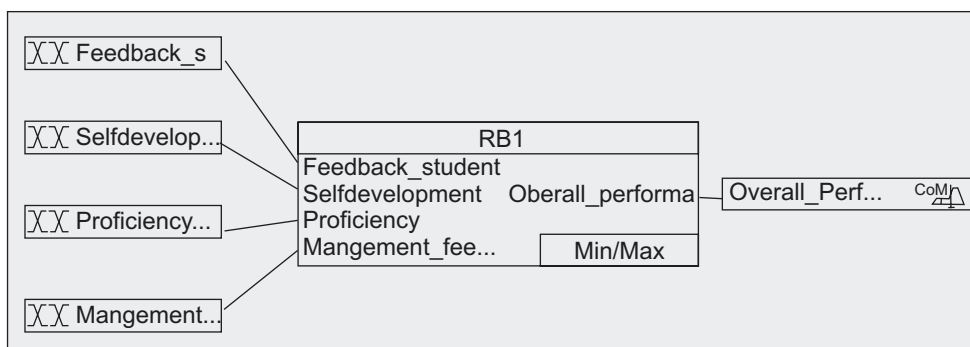 Feedback_s
Selfdevelop...
Proficiency...
Mangement...
RB1
Feedback_student
Selfdevelopment Oberall_performa
Proficiency
Mangement_fee...
Min/Max
Overall_Perf...
CoM